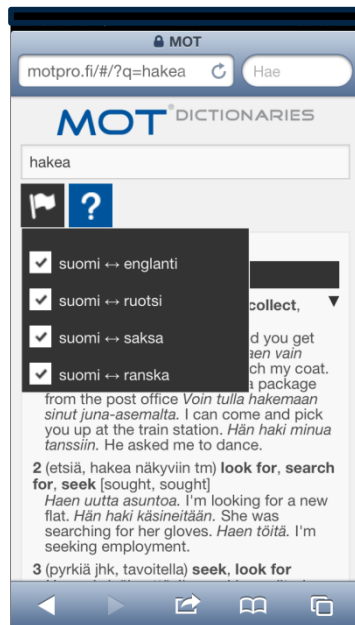 MOT
motpro.fi/#/?q=hakea
Hae
MOT® DICTIONARIES
hakea
?
suomi ↔ englanti
suomi ↔ ruotsi
suomi ↔ saksa
suomi ↔ ranska
collect,
d you get
aen vain
ch my coat.
a package
from the post office Voin tulla hakemaan
sinut juna-asemalta. I can come and pick
you up at the train station. Hän haki minua
tanssiin. He asked me to dance.
2 (etsiä, hakea näkyviin tm) look for, search
for, seek [sought, sought]
Haen uutta asuntoa. I'm looking for a new
flat. Hän haki käsineitään. She was
searching for her gloves. Haen töitä. I'm
seeking employment.
3 (pyrkiä jhk, tavoitella) seek, look for